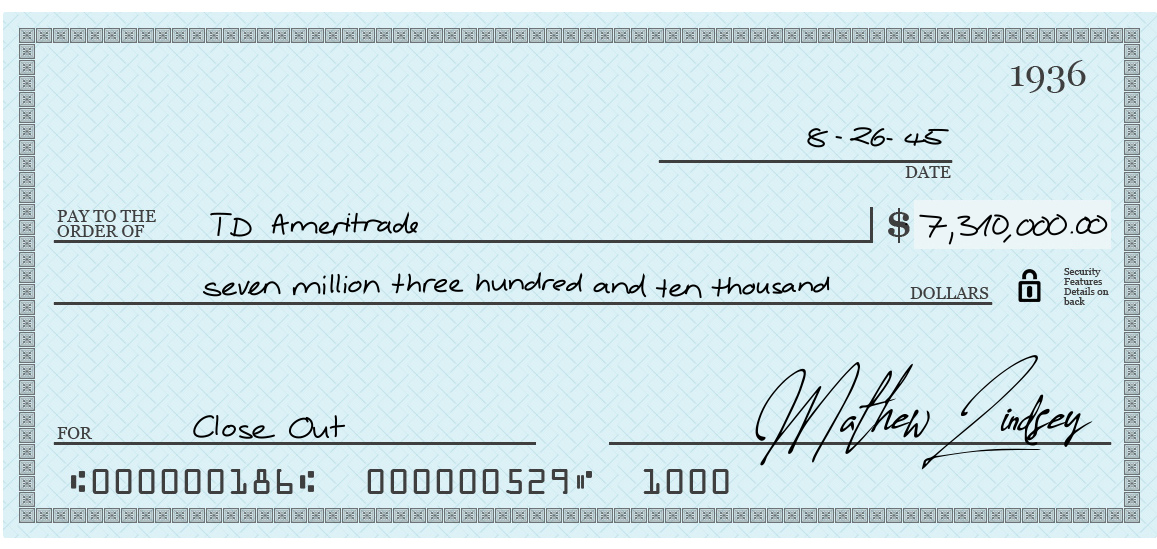 1936
8-26-45
DATE
PAY TO THE
ORDER OF TD Ameritrade $ 7,310,000.00
seven million three hundred and ten thousand DOLLARS
Security
Features
Details on
back
FOR Close Out Mathew Lindsey
⑆000000186⑆ 000000529⑈ 1000